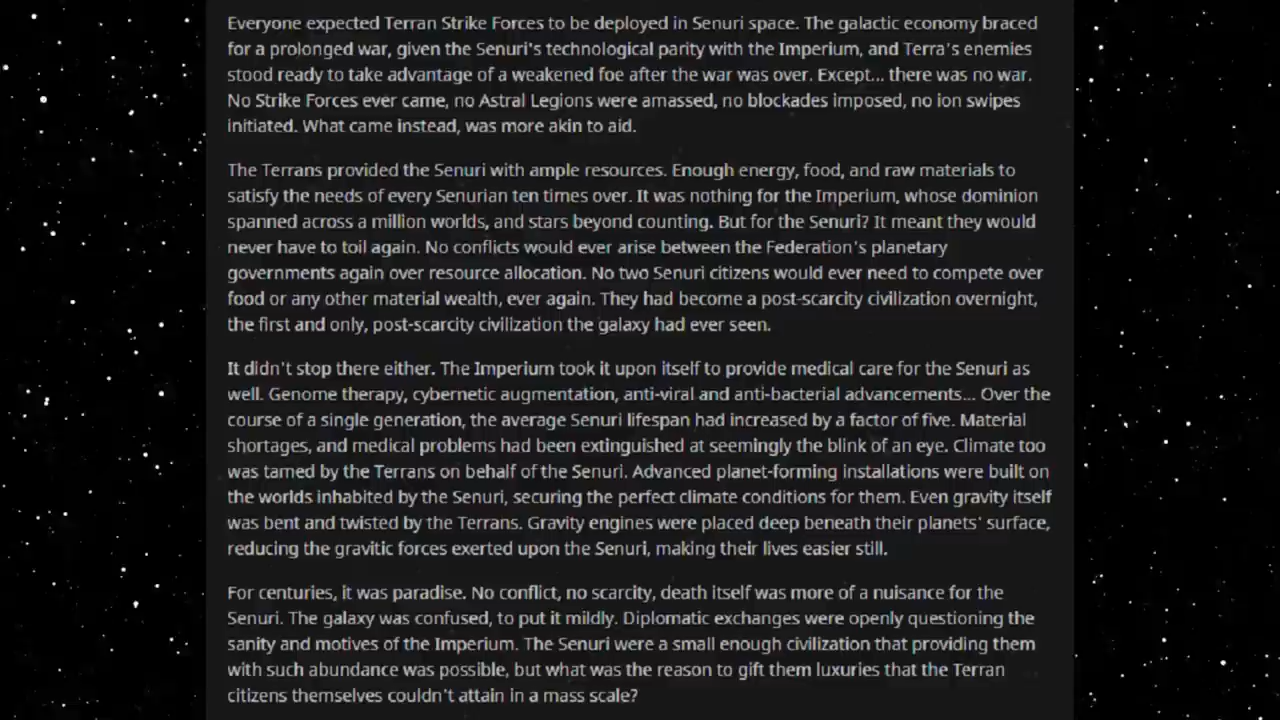 Everyone expected Terran Strike Forces to be deployed in Senuri space. The galactic economy braced
for a prolonged war, given the Senuri's technological parity with the Imperium, and Terra's enemies
stood ready to take advantage of a weakened foe after the war was over. Except... there was no war.
No Strike Forces ever came, no Astral Legions were amassed, no blockades imposed, no ion swipes
initiated. What came instead, was more akin to aid.
The Terrans provided the Senuri with ample resources. Enough energy, food, and raw materials to
satisfy the needs of every Senurian ten times over. It was nothing for the Imperium, whose dominion
spanned across a million worlds, and stars beyond counting. But for the Senuri? It meant they would
never have to toil again. No conflicts would ever arise between the Federation's planetary
governments again over resource allocation. No two Senuri citizens would ever need to compete over
food or any other material wealth, ever again. They had become a post-scarcity civilization overnight,
the first and only, post-scarcity civilization the galaxy had ever seen.
It didn't stop there either. The Imperium took it upon itself to provide medical care for the Senuri as
well. Genome therapy, cybernetic augmentation, anti-viral and anti-bacterial advancements... Over the
course of a single generation, the average Senuri lifespan had increased by a factor of five. Material
shortages, and medical problems had been extinguished at seemingly the blink of an eye. Climate too
was tamed by the Terrans on behalf of the Senuri. Advanced planet-forming installations were built on
the worlds inhabited by the Senuri, securing the perfect climate conditions for them. Even gravity itself
was bent and twisted by the Terrans. Gravity engines were placed deep beneath their planets' surface,
reducing the gravitic forces exerted upon the Senuri, making their lives easier still.
For centuries, it was paradise. No conflict, no scarcity, death itself was more of a nuisance for the
Senuri. The galaxy was confused, to put it mildly. Diplomatic exchanges were openly questioning the
sanity and motives of the Imperium. The Senuri were a small enough civilization that providing them
with such abundance was possible, but what was the reason to gift them luxuries that the Terran
citizens themselves couldn't attain in a mass scale?